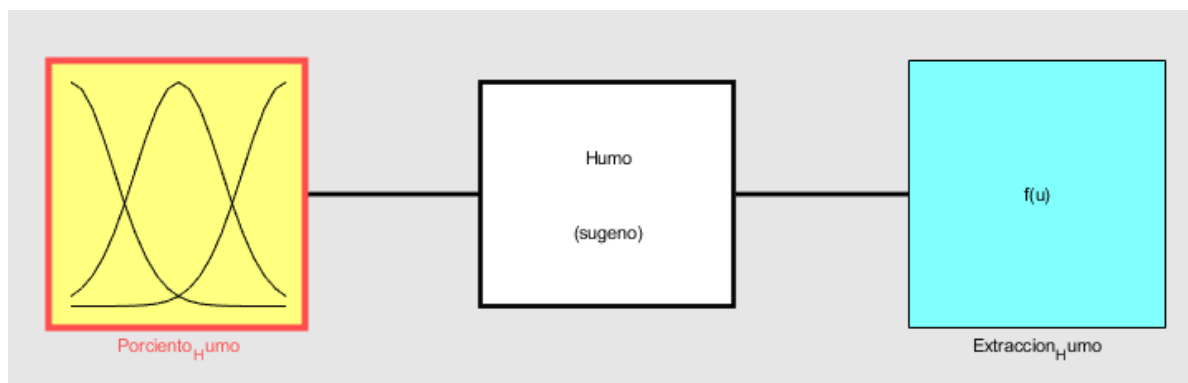 Humo
(sugeno)
f(u)
Porciento_Humo
Extraccion_Humo